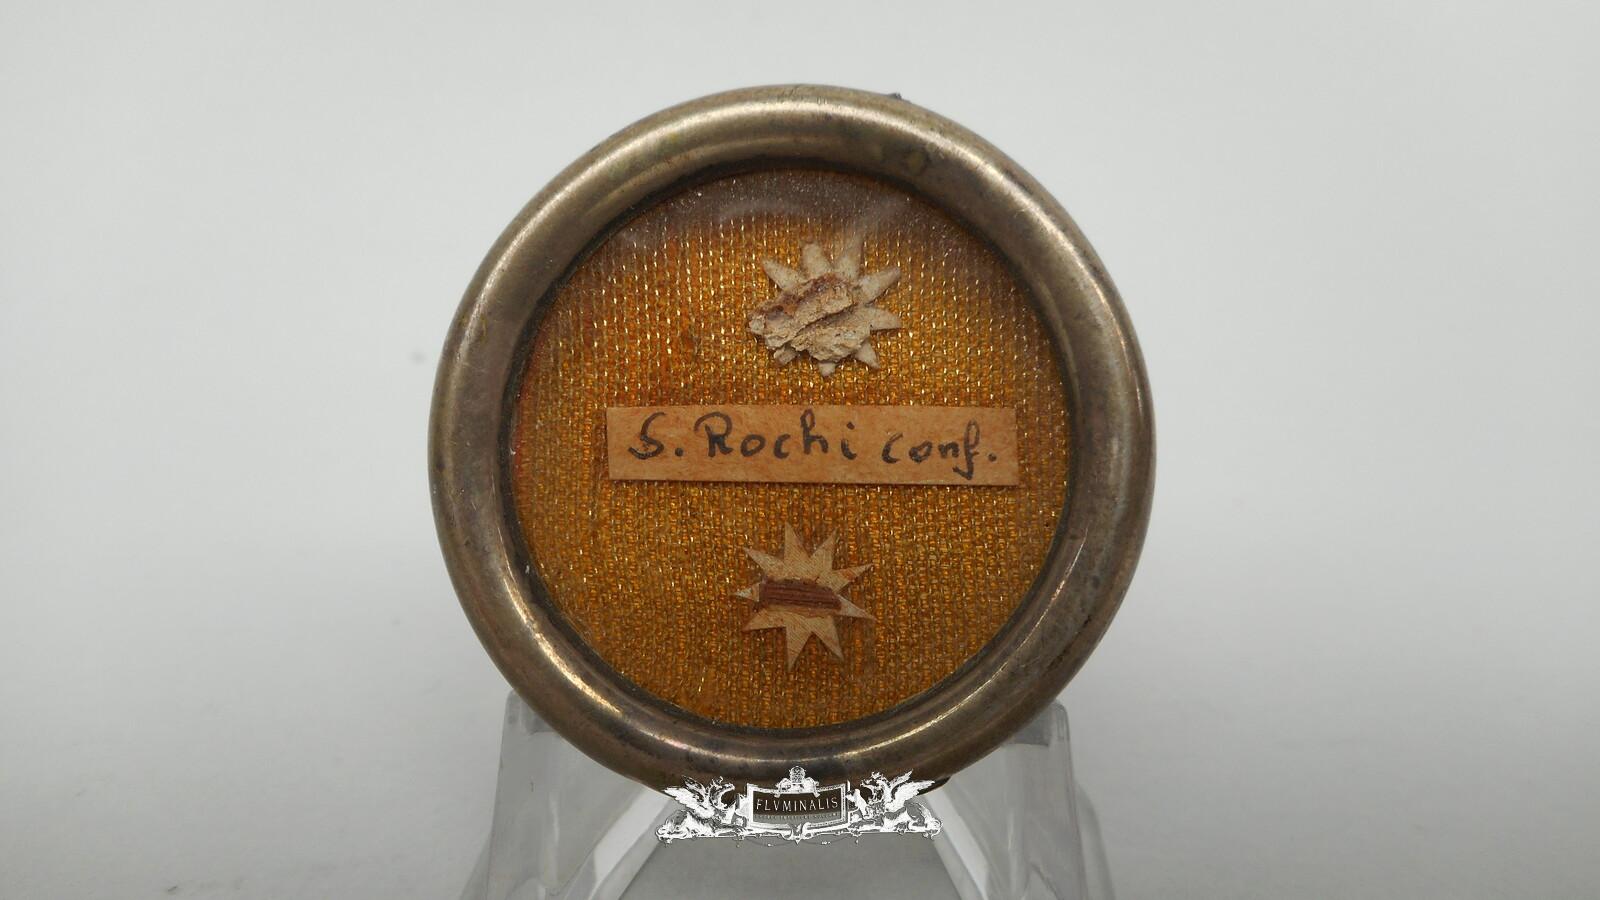 S. Rochi conf.
FLVMINALIS